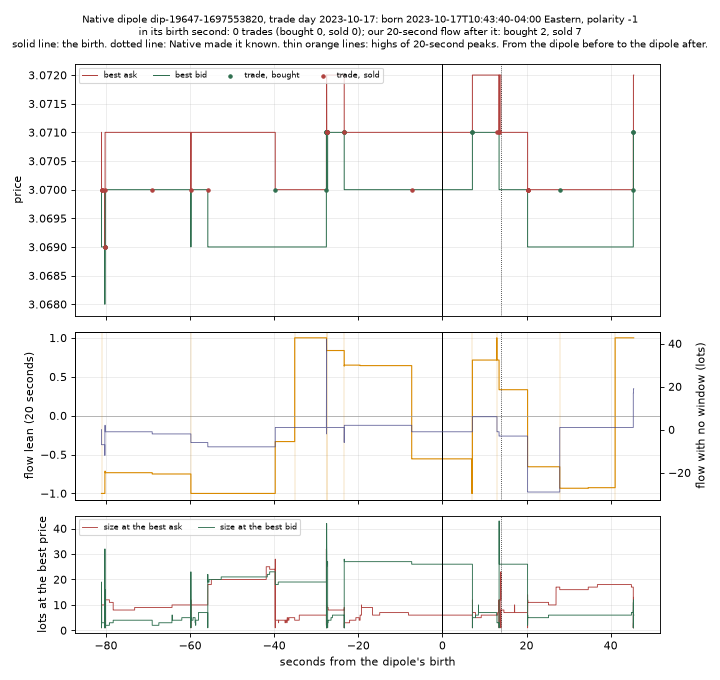 Native dipole dip-19647-1697553820, trade day 2023-10-17: born 2023-10-17T10:43:40-04:00 Eastern, polarity -1
in its birth second: 0 trades (bought 0, sold 0); our 20-second flow after it: bought 2, sold 7
solid line: the birth. dotted line: Native made it known. thin orange lines: highs of 20-second peaks. From the dipole before to the dipole after.
best ask best bid trade, bought trade, sold
3.0720
3.0715
3.0710
3.0705
3.0700
3.0695
3.0690
3.0685
3.0680
price
1.0
0.5
0.0
−0.5
−1.0
flow lean (20 seconds)
40
20
0
−20
flow with no window (lots)
size at the best ask size at the best bid
40
30
20
10
0
lots at the best price
−80 −60 −40 −20 0 20 40
seconds from the dipole's birth